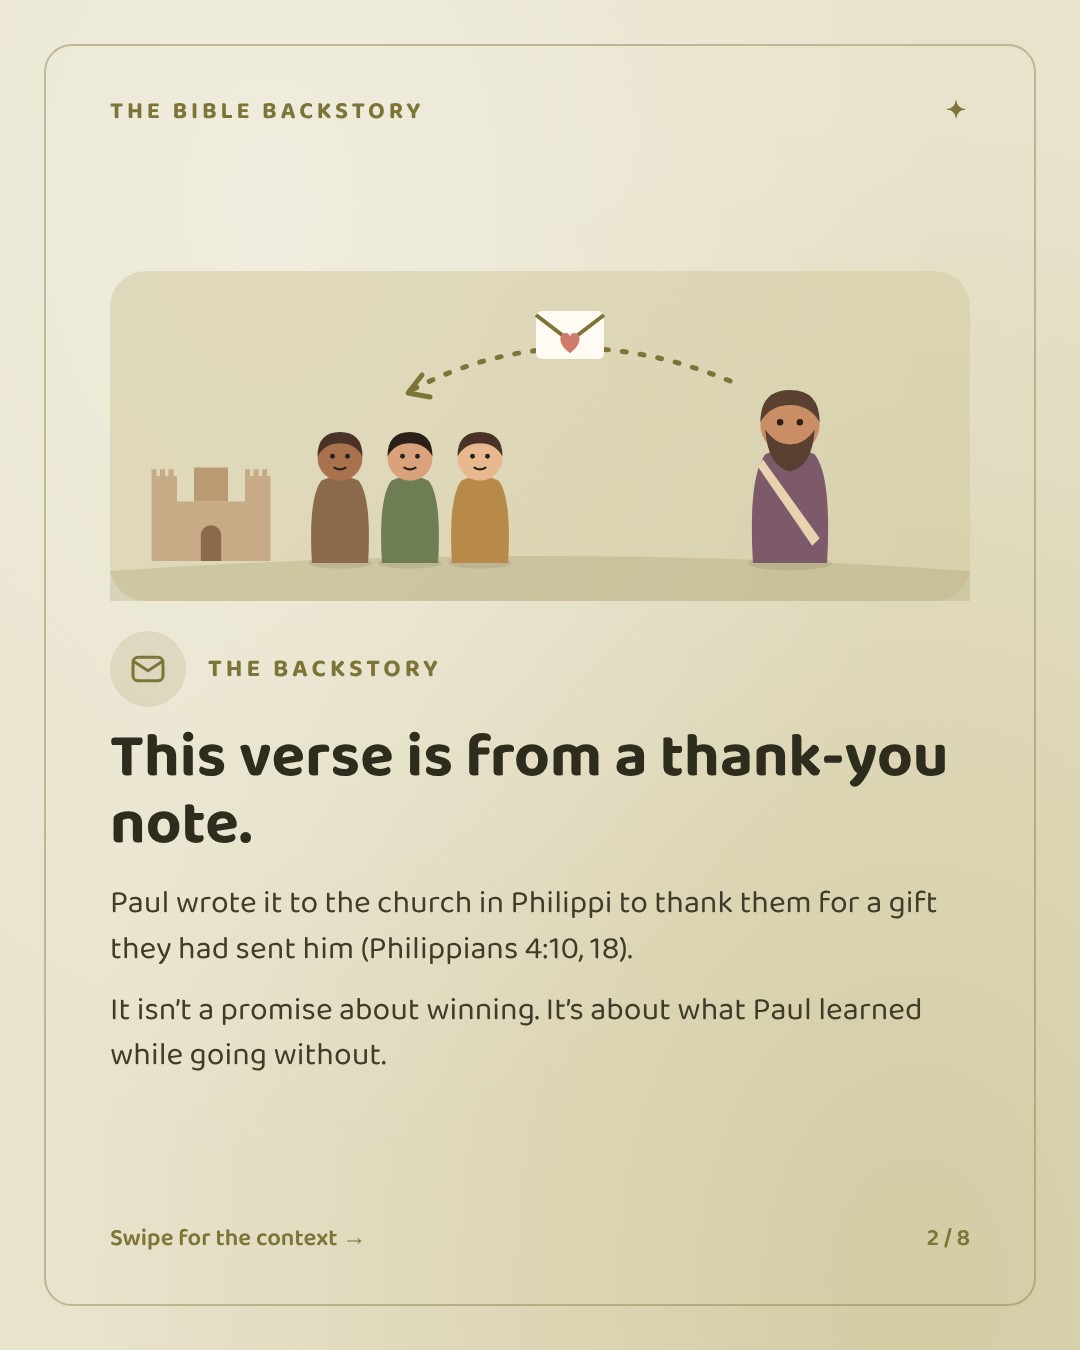 THE BIBLE BACKSTORY ✦
THE BACKSTORY
This verse is from a thank-you
note.
Paul wrote it to the church in Philippi to thank them for a gift
they had sent him (Philippians 4:10, 18).
It isn’t a promise about winning. It’s about what Paul learned
while going without.
Swipe for the context →
2 / 8